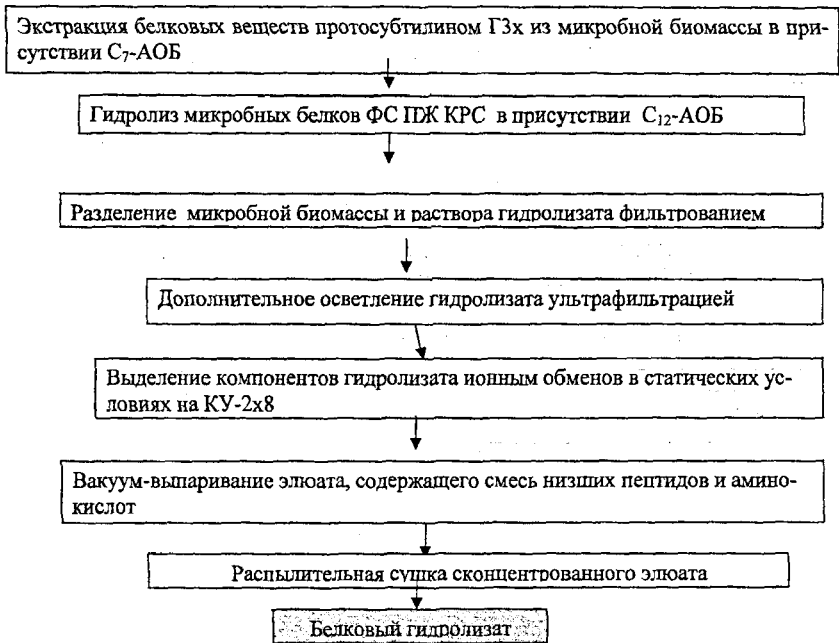 Экстракция белковых веществ протосубтилином Г3х из микробной биомассы в при-
сутствии С₇-АОБ
Гидролиз микробных белков ФС ПЖ КРС в присутствии С₁₂-АОБ
Разделение микробной биомассы и раствора гидролизата фильтрованием
Дополнительное осветление гидролизата ультрафильтрацией
Выделение компонентов гидролизата ионным обменов в статических ус-
ловиях на КУ-2х8
Вакуум-выпаривание элюата, содержащего смесь низших пептидов и амино-
кислот
Распылительная сушка сконцентрованного элюата
Белковый гидролизат